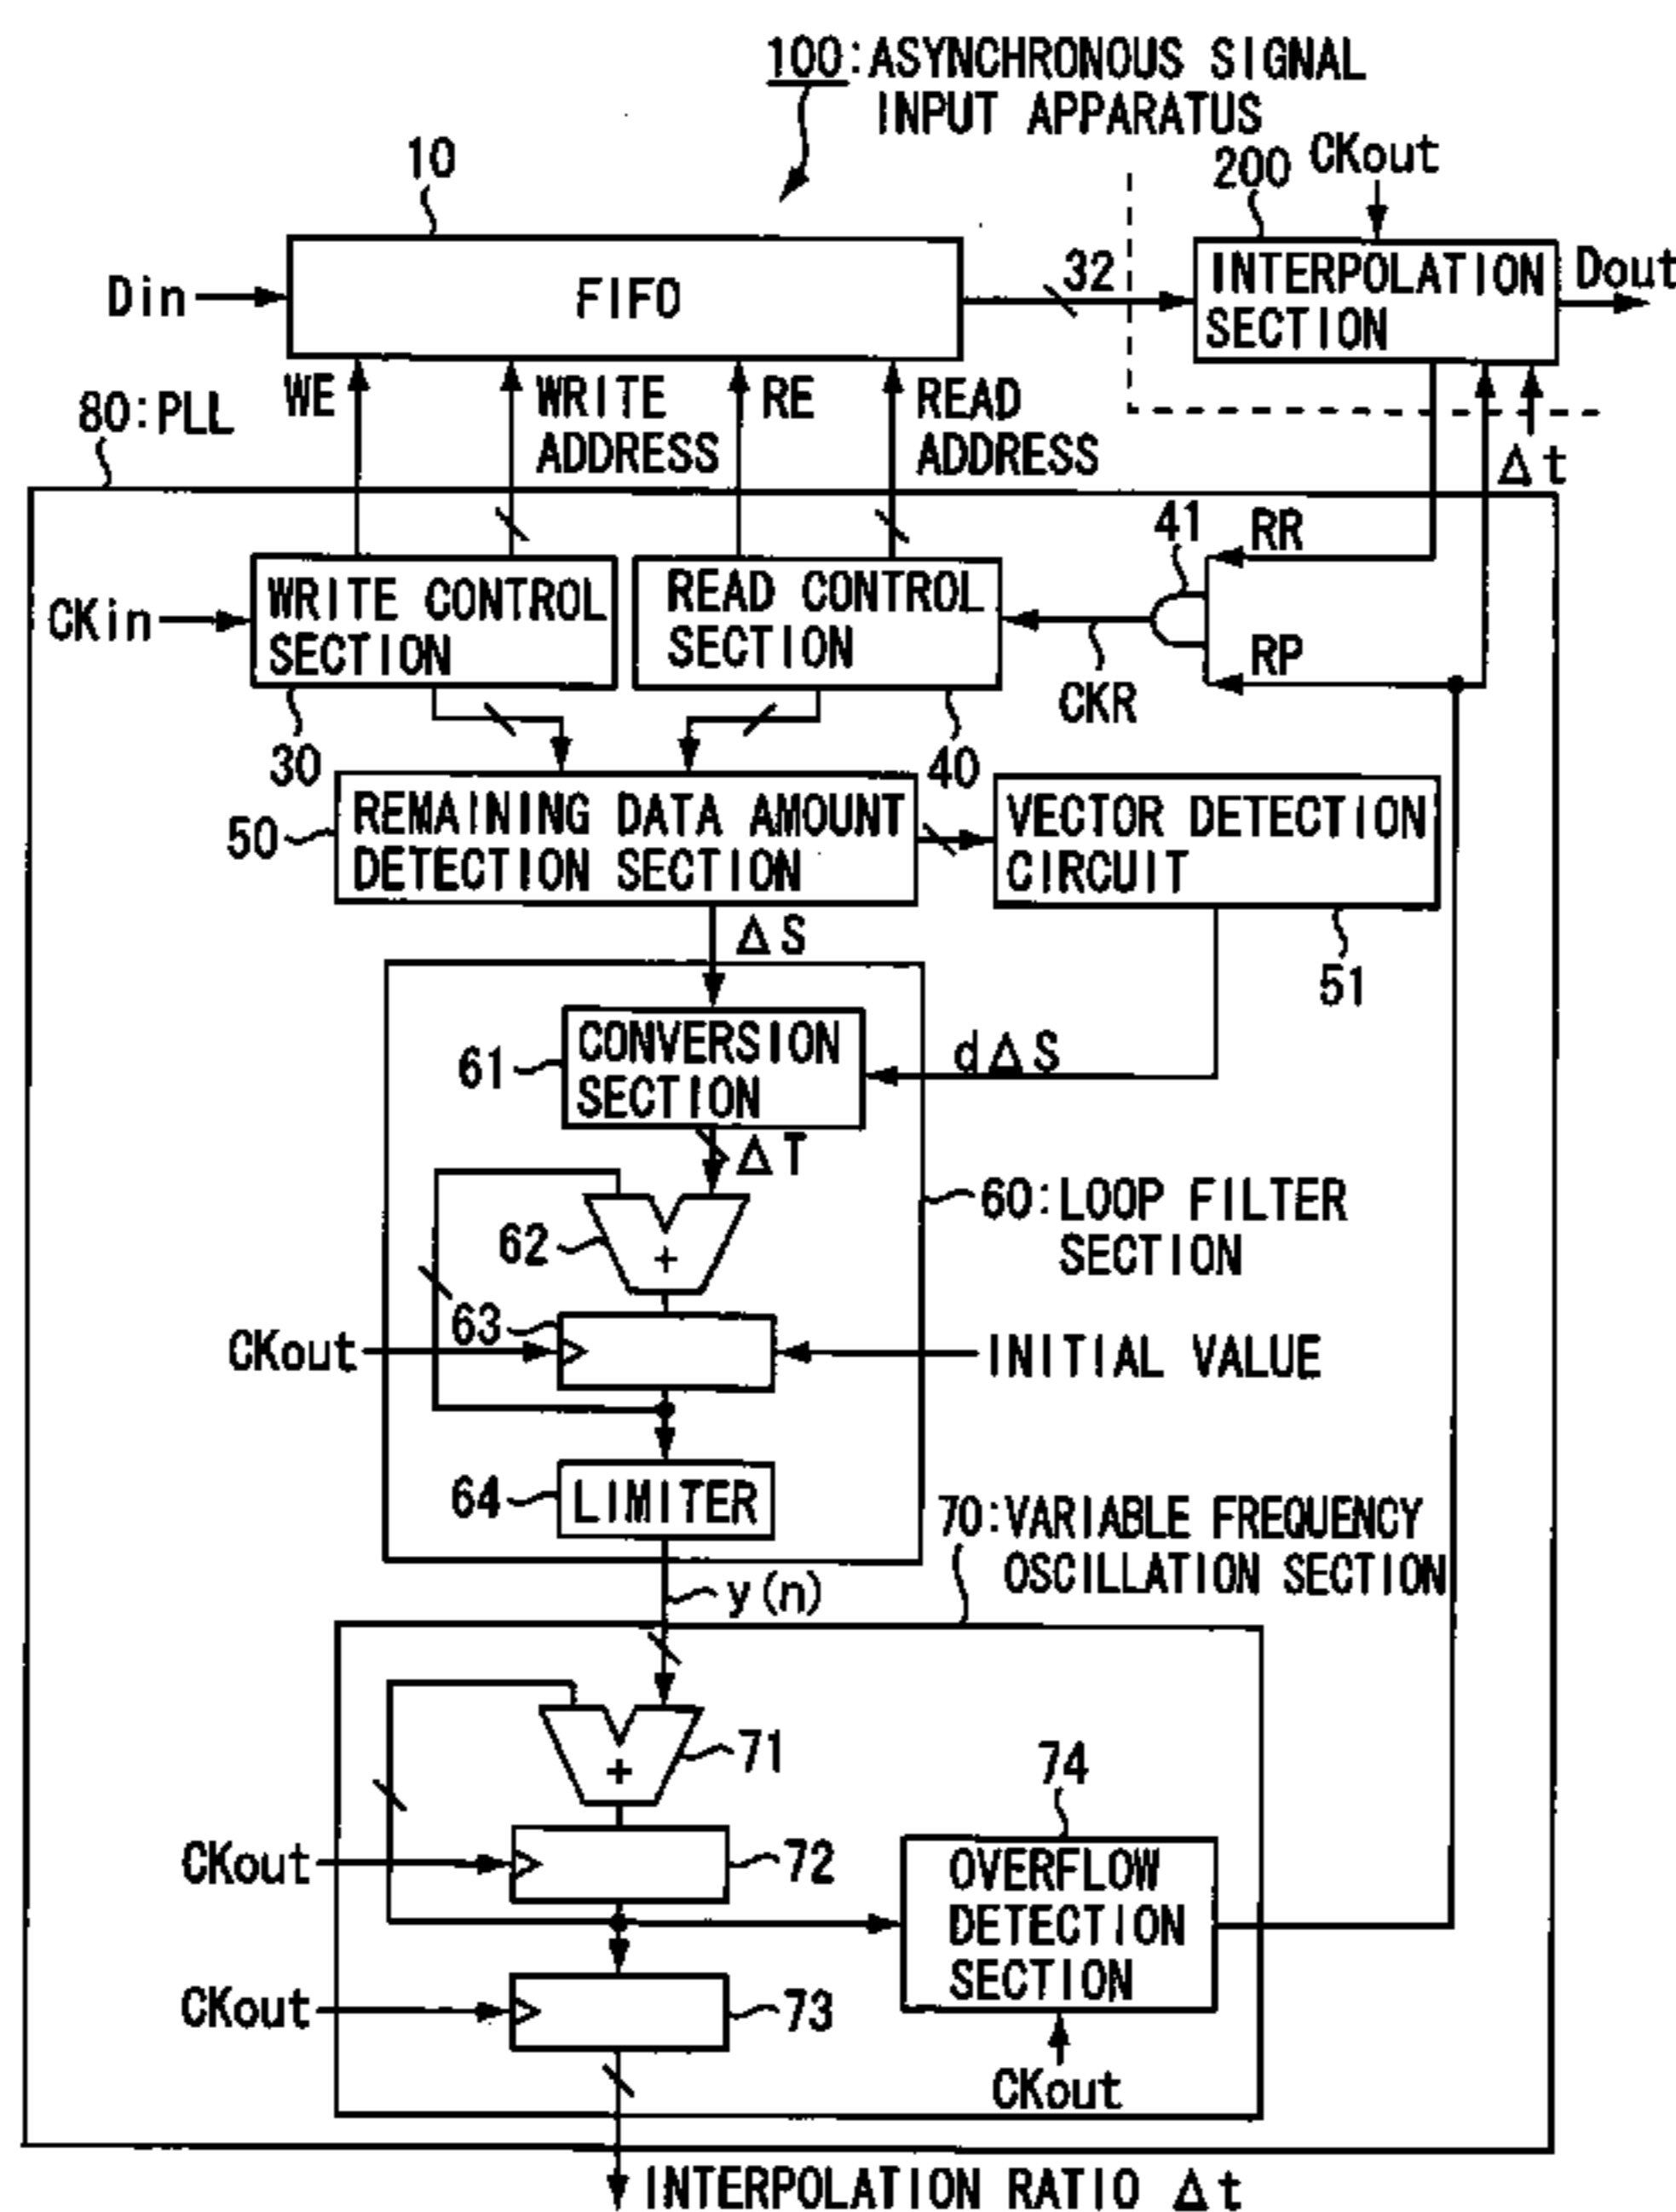 100:ASYNCHRONOUS SIGNAL
INPUT APPARATUS
10
200
CKout
Din
FIFO
32
INTERPOLATION
SECTION
Dout
80:PLL
WE
WRITE
ADDRESS
RE
READ
ADDRESS
Δt
41
RR
CKin
WRITE CONTROL
SECTION
READ CONTROL
SECTION
RP
CKR
30
40
50
REMAINING DATA AMOUNT
DETECTION SECTION
VECTOR DETECTION
CIRCUIT
ΔS
51
61
CONVERSION
SECTION
dΔS
ΔT
60:LOOP FILTER
SECTION
62
+
63
CKout
INITIAL VALUE
64
LIMITER
70:VARIABLE FREQUENCY
OSCILLATION SECTION
y(n)
71
+
74
CKout
72
OVERFLOW
DETECTION
SECTION
CKout
73
CKout
INTERPOLATION RATIO Δt